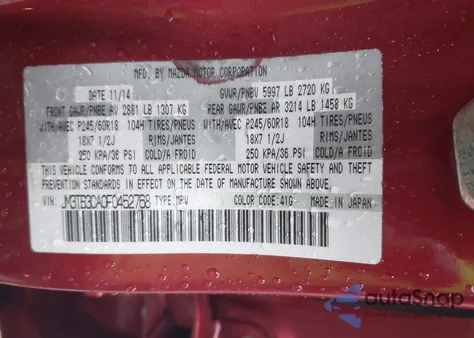 MFD. BY MAZDA MOTOR CORPORATION
DATE 11/14 GVWR/PNBV 5997 LB 2720 KG
FRONT GAWR/PNBE AV 2881 LB 1307 KG REAR GAWR/PNBE AR 3214 LB 1458 KG
WITH/AVEC P245/60R18 104H TIRES/PNEUS WITH/AVEC P245/60R18 104H TIRES/PNEUS
18X7 1/2J RIMS/JANTES 18X7 1/2J RIMS/JANTES
250 KPA/36 PSI COLD/A FROID 250 KPA/36 PSI COLD/A FROID
THIS VEHICLE CONFORMS TO ALL APPLICABLE FEDERAL MOTOR VEHICLE SAFETY AND THEFT
PREVENTION STANDARDS IN EFFECT ON THE DATE OF MANUFACTURE SHOWN ABOVE.
VIN: JM3TB3CA0F0452768 TYPE:MPV COLOR CODE:41G MADE IN JAPAN
autoSnap